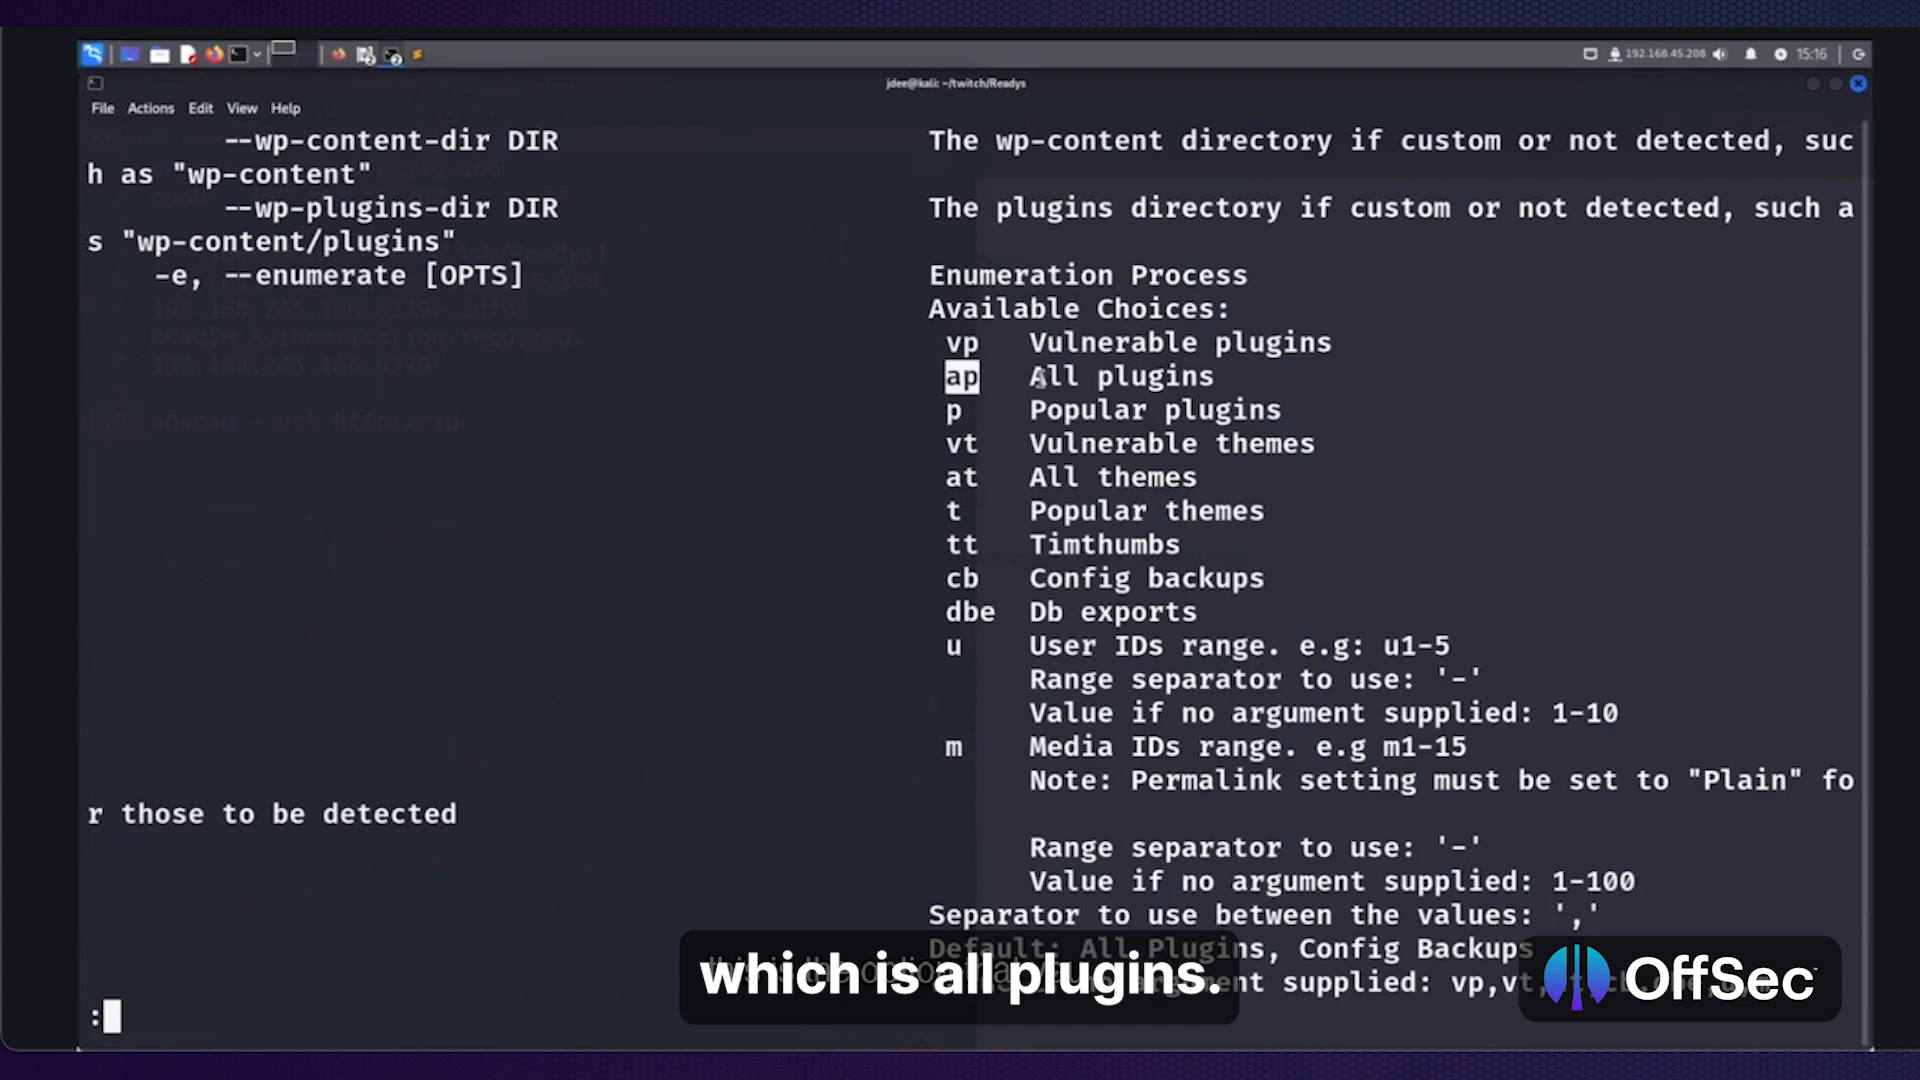 192.168.45.208
15:16
jdee@kali: ~/twitch/Readys
File Actions Edit View Help
--wp-content-dir DIR The wp-content directory if custom or not detected, suc
h as "wp-content"
--wp-plugins-dir DIR The plugins directory if custom or not detected, such a
s "wp-content/plugins"
-e, --enumerate [OPTS] Enumeration Process
Available Choices:
vp Vulnerable plugins
ap All plugins
p Popular plugins
vt Vulnerable themes
at All themes
t Popular themes
tt Timthumbs
cb Config backups
dbe Db exports
u User IDs range. e.g: u1-5
Range separator to use: '-'
Value if no argument supplied: 1-10
m Media IDs range. e.g m1-15
Note: Permalink setting must be set to "Plain" fo
r those to be detected
Range separator to use: '-'
Value if no argument supplied: 1-100
Separator to use between the values: ','
Default: All Plugins, Config Backups
supplied: vp,vt,
:
which is all plugins.
OffSec